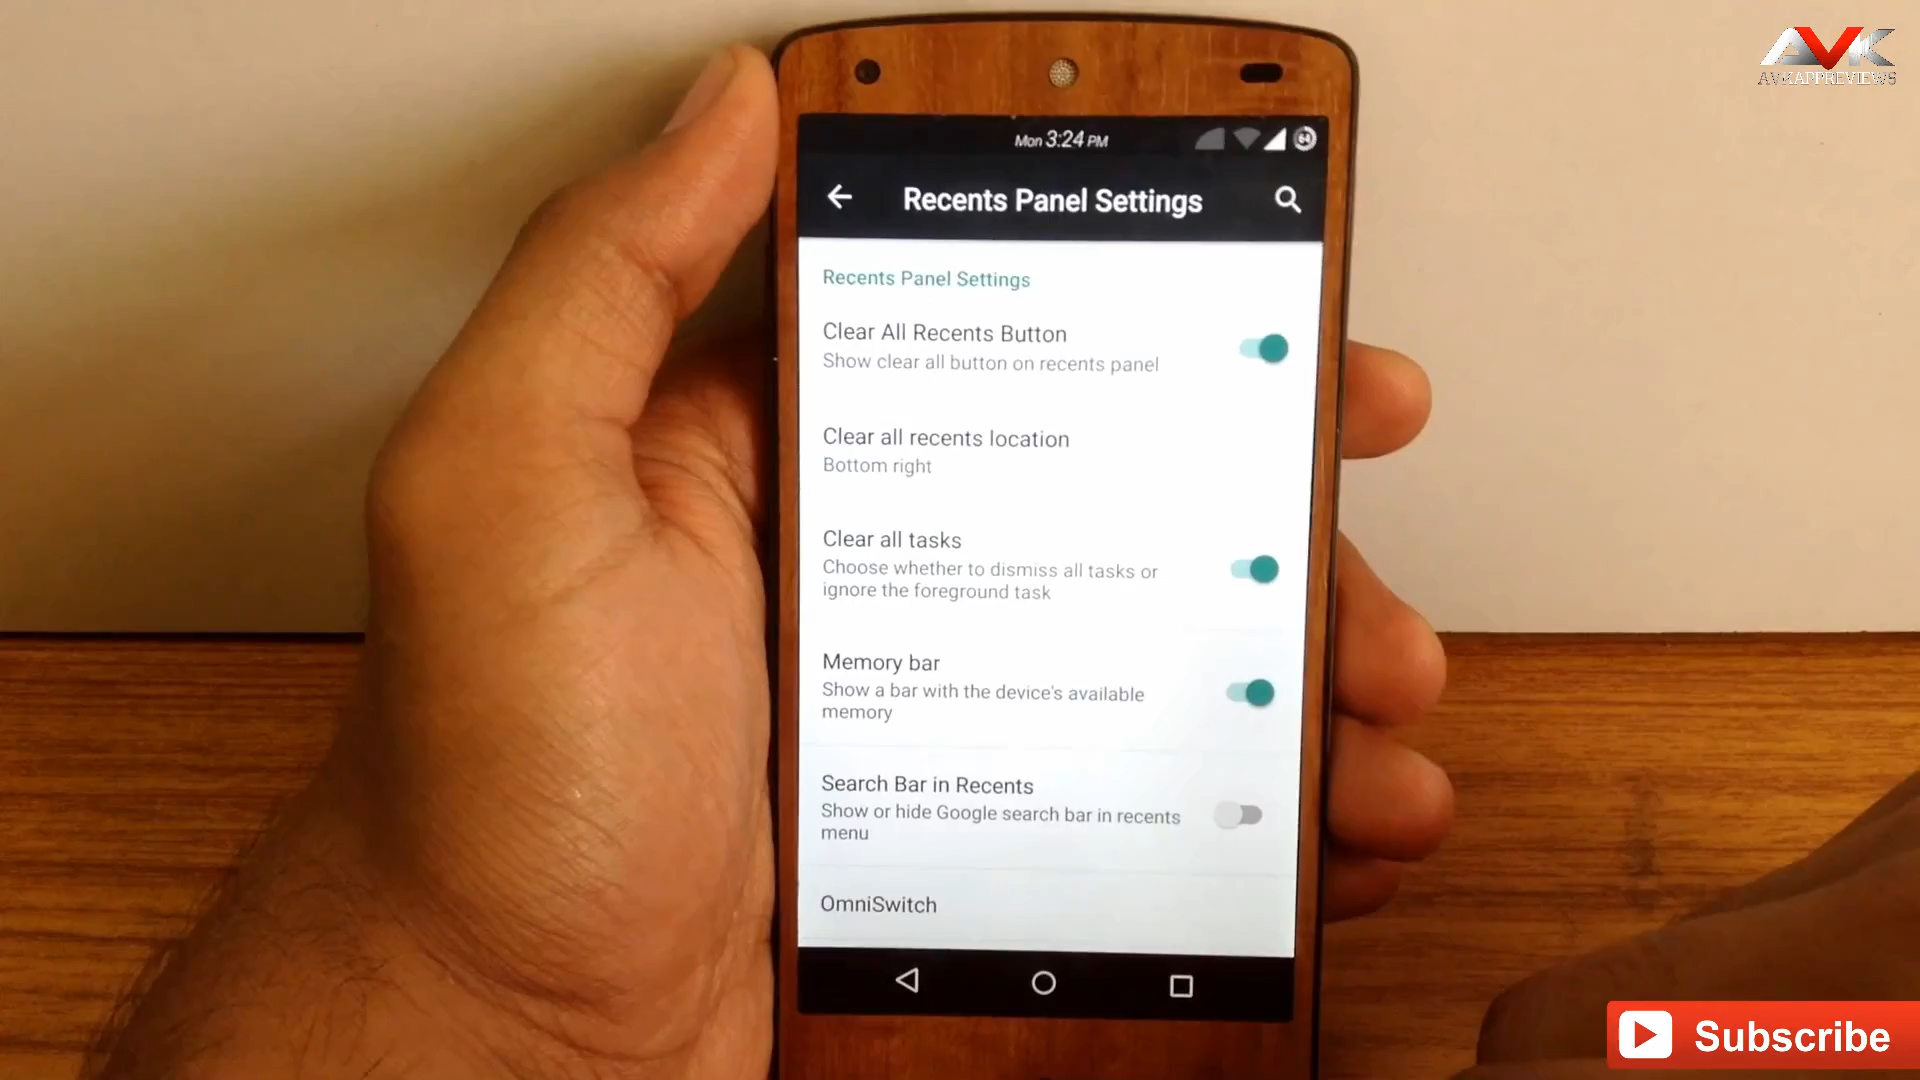 AVK
AVKAPPREVIEWS
Mon 3:24 PM
64
Recents Panel Settings
Recents Panel Settings
Clear All Recents Button
Show clear all button on recents panel
Clear all recents location
Bottom right
Clear all tasks
Choose whether to dismiss all tasks or
ignore the foreground task
Memory bar
Show a bar with the device's available
memory
Search Bar in Recents
Show or hide Google search bar in recents
menu
OmniSwitch
Subscribe